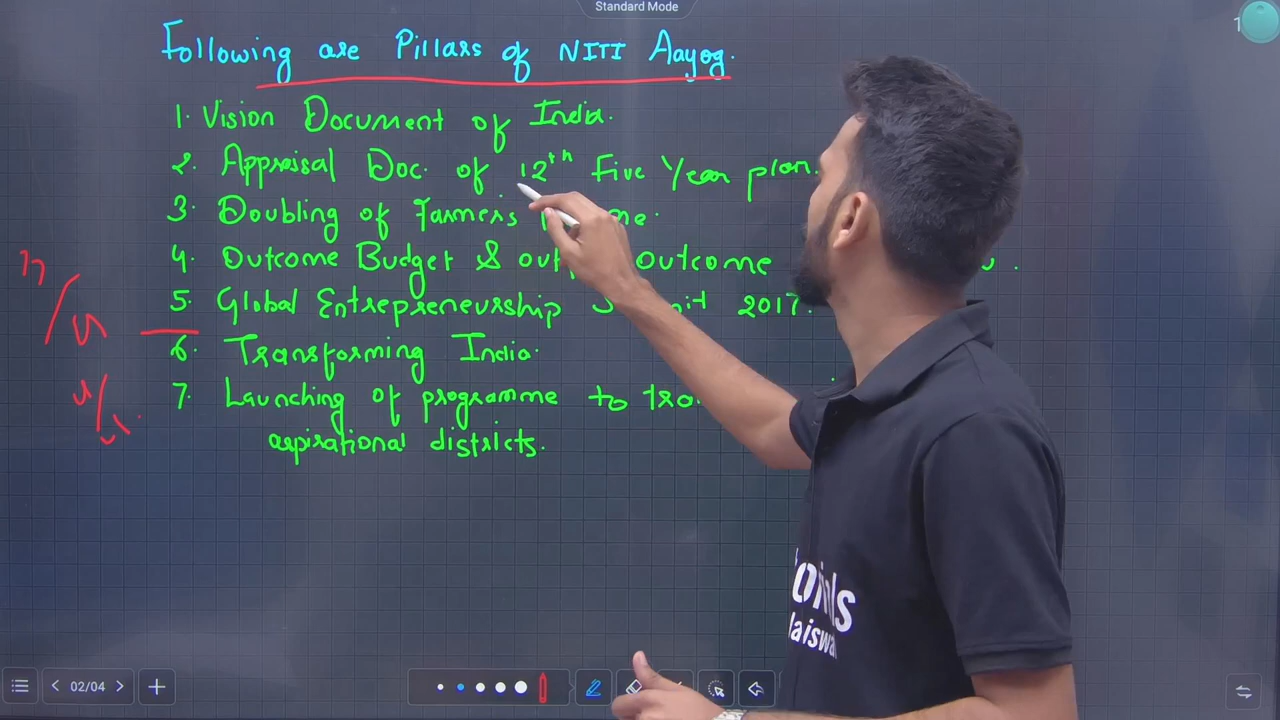 Standard Mode
Following are Pillars of NITI Aayog.
1. Vision Document of India.
2. Appraisal Doc. of 12th Five Year plan.
3. Doubling of Farmers
4. Outcome Budget & outcome
5. Global Entrepreneurship 2017.
6. Transforming India.
7. Launching of programme to
aspirational districts.
02/04